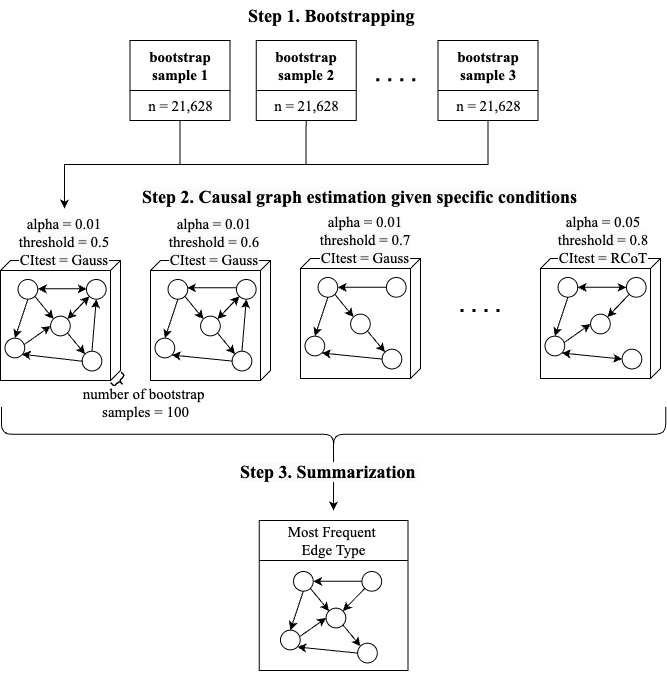 Step 1. Bootstrapping
bootstrap
sample 1
n = 21,628
bootstrap
sample 2
n = 21,628
. . . .
bootstrap
sample 3
n = 21,628
Step 2. Causal graph estimation given specific conditions
alpha = 0.01
threshold = 0.5
CItest = Gauss
alpha = 0.01
threshold = 0.6
CItest = Gauss
alpha = 0.01
threshold = 0.7
CItest = Gauss
. . . .
alpha = 0.05
threshold = 0.8
CItest = RCoT
number of bootstrap
samples = 100
Step 3. Summarization
Most Frequent
Edge Type